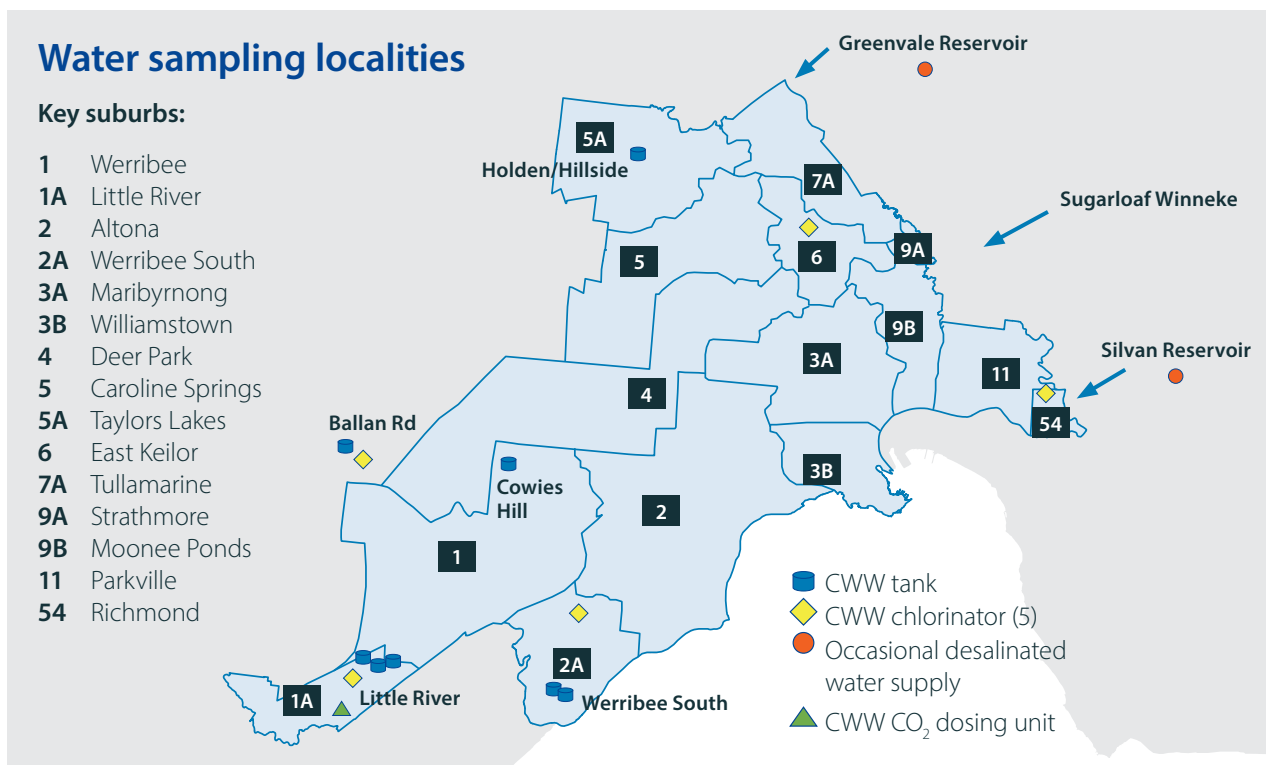 Water sampling localities
Key suburbs:
1 Werribee
1A Little River
2 Altona
2A Werribee South
3A Maribyrnong
3B Williamstown
4 Deer Park
5 Caroline Springs
5A Taylors Lakes
6 East Keilor
7A Tullamarine
9A Strathmore
9B Moonee Ponds
11 Parkville
54 Richmond
Greenvale Reservoir
5A
Holden/Hillside
7A
Sugarloaf Winneke
5
6
9A
9B
Silvan Reservoir
3A
11
4
54
Ballan Rd
Cowies
Hill
3B
2
1
2A
Werribee South
1A
Little River
CWW tank
CWW chlorinator (5)
Occasional desalinated
water supply
CWW CO₂ dosing unit